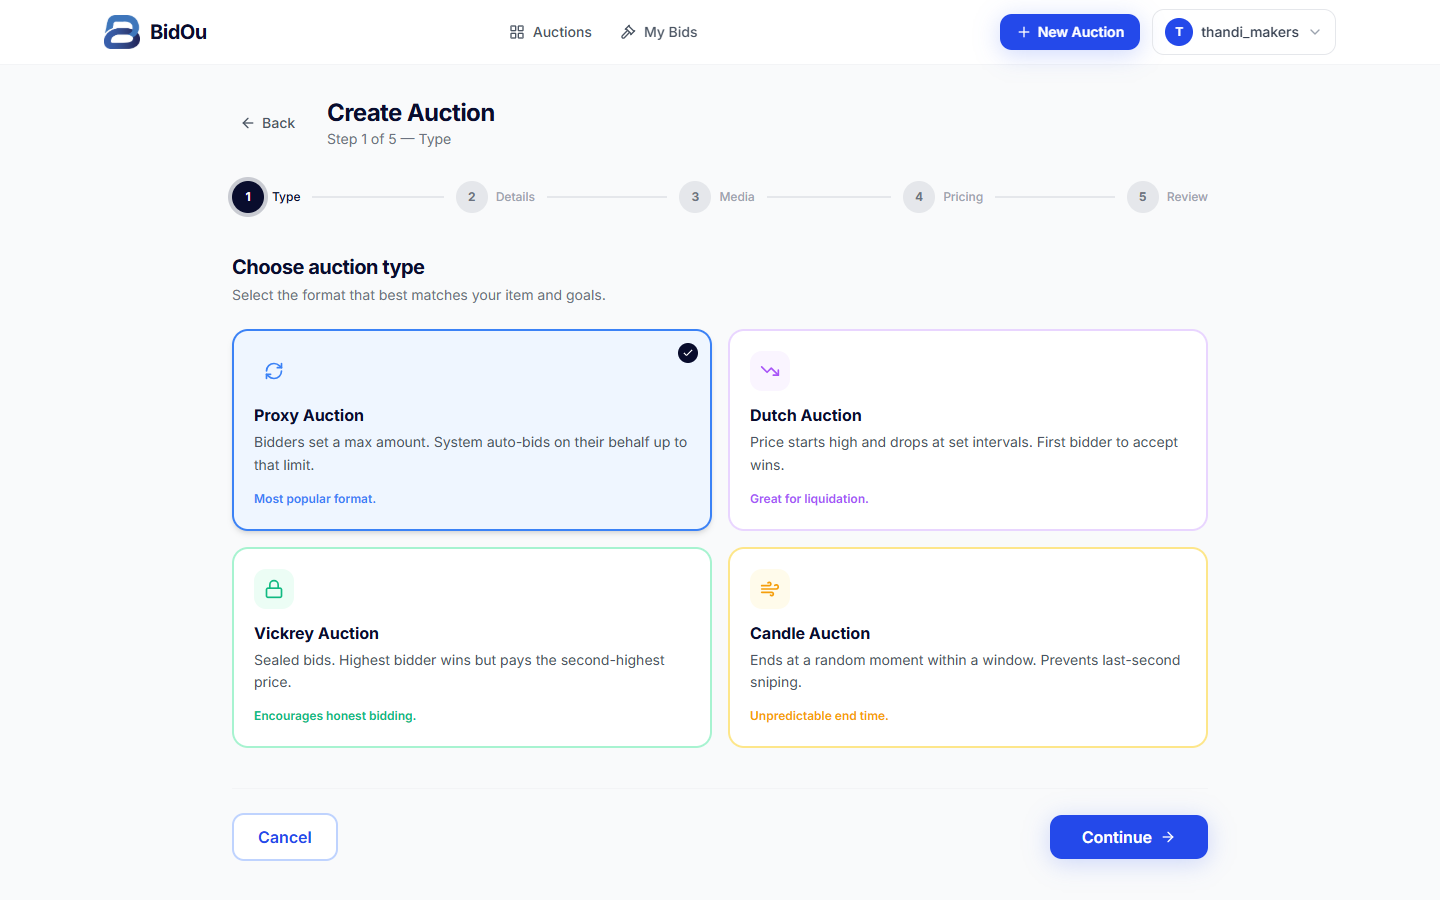 BidOu
Auctions
My Bids
New Auction
T
thandi_makers
Back
Create Auction
Step 1 of 5 — Type
1 Type
2 Details
3 Media
4 Pricing
5 Review
Choose auction type
Select the format that best matches your item and goals.
Proxy Auction
Bidders set a max amount. System auto-bids on their behalf up to
that limit.
Most popular format.
Dutch Auction
Price starts high and drops at set intervals. First bidder to accept
wins.
Great for liquidation.
Vickrey Auction
Sealed bids. Highest bidder wins but pays the second-highest
price.
Encourages honest bidding.
Candle Auction
Ends at a random moment within a window. Prevents last-second
sniping.
Unpredictable end time.
Cancel
Continue